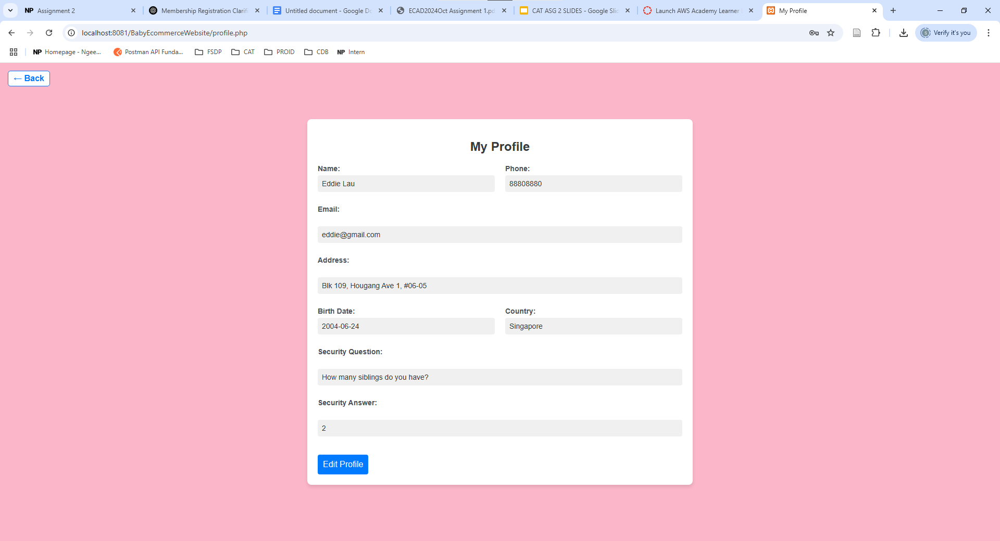 NP Assignment 2
Membership Registration Clarifi
Untitled document - Google Do
ECAD2024Oct Assignment 1.pd
CAT ASG 2 SLIDES - Google Slid
Launch AWS Academy Learner
My Profile
localhost:8081/BabyEcommerceWebsite/profile.php
S Verify it's you
NP Homepage - Ngee...
Postman API Funda...
FSDP
CAT
PROID
CDB
NP Intern
← Back
My Profile
Name: Phone:
Eddie Lau 88808880
Email:
eddie@gmail.com
Address:
Blk 109, Hougang Ave 1, #06-05
Birth Date: Country:
2004-06-24 Singapore
Security Question:
How many siblings do you have?
Security Answer:
2
Edit Profile